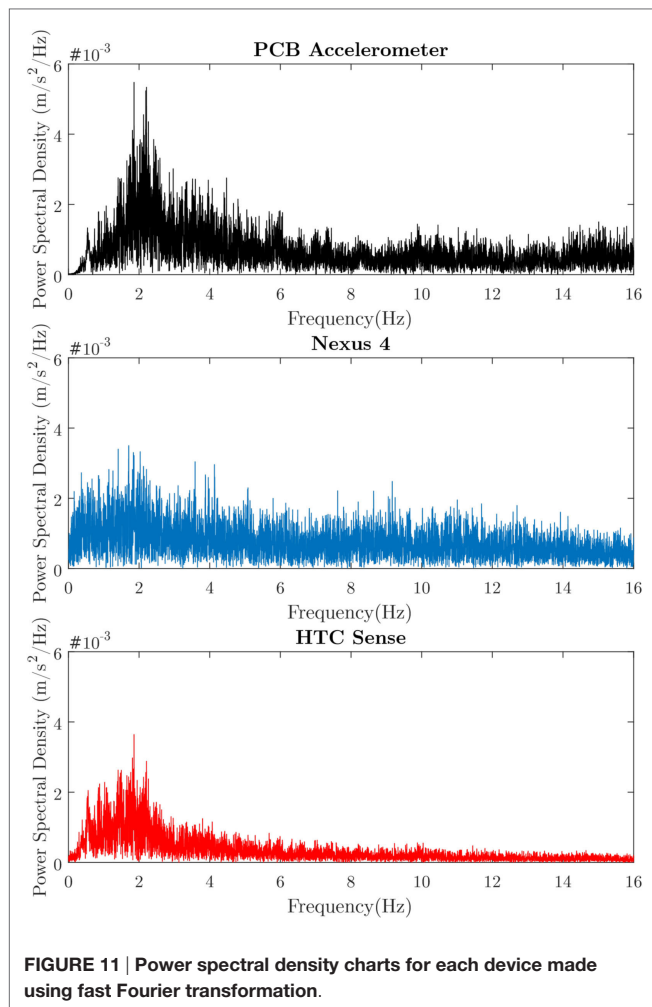 PCB Accelerometer
#10-3
Power Spectral Density (m/s2/Hz)
6
4
2
0
0 2 4 6 8 10 12 14 16
Frequency(Hz)
Nexus 4
#10-3
Power Spectral Density (m/s2/Hz)
6
4
2
0
0 2 4 6 8 10 12 14 16
Frequency(Hz)
HTC Sense
#10-3
Power Spectral Density (m/s2/Hz)
6
4
2
0
0 2 4 6 8 10 12 14 16
Frequency(Hz)
FIGURE 11 | Power spectral density charts for each device made
using fast Fourier transformation.